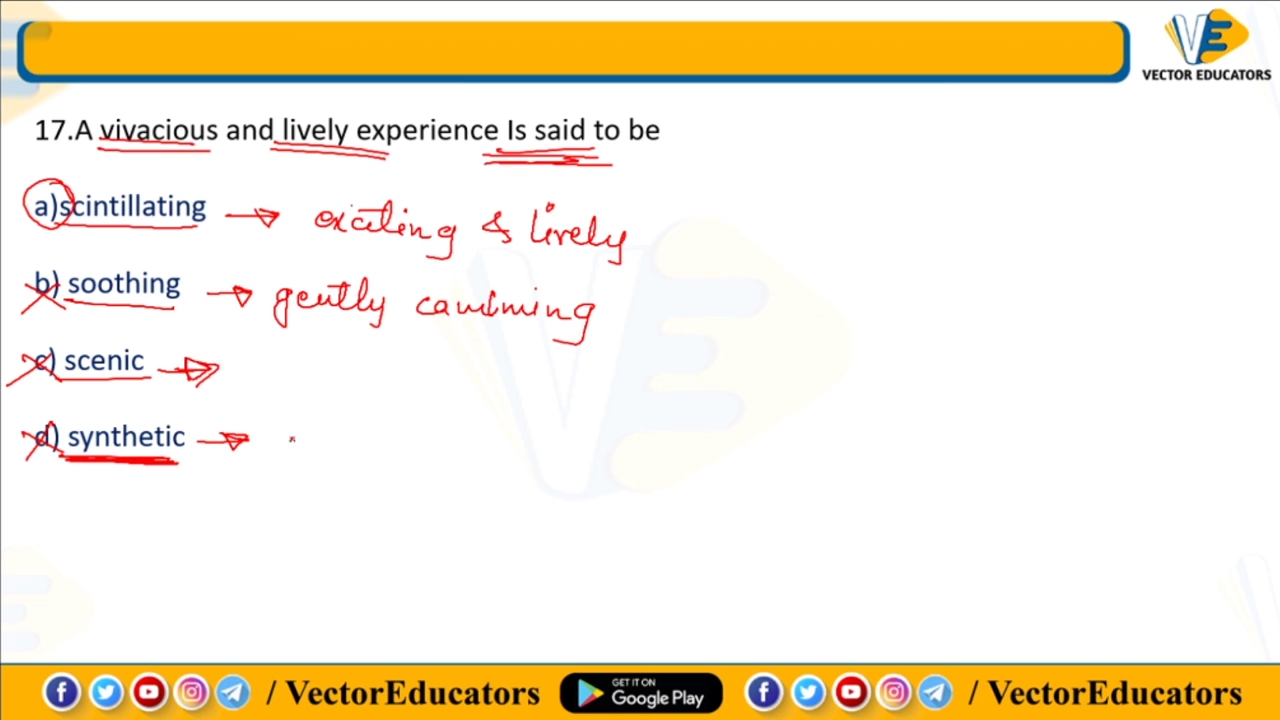 VECTOR EDUCATORS
17.A vivacious and lively experience Is said to be
a)scintillating → exciting & lively
b) soothing → gently caulming
c) scenic →
d) synthetic →
/ VectorEducators GET IT ON Google Play / VectorEducators